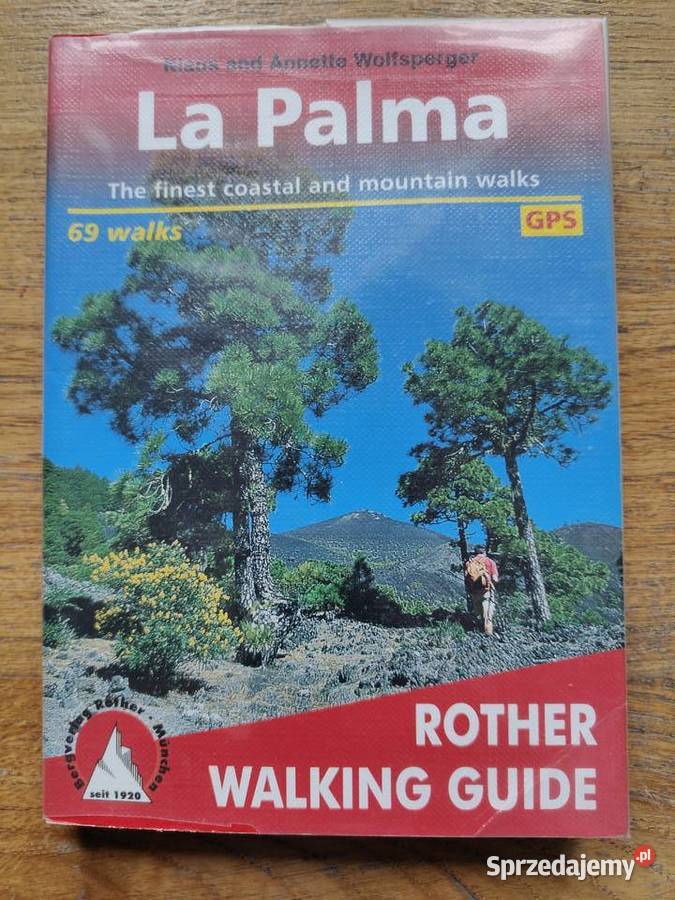 Klaus and Annette Wolfsperger
La Palma
The finest coastal and mountain walks
69 walks
GPS
Bergverlag Rother · München
seit 1920
ROTHER
WALKING GUIDE
Sprzedajemy.pl